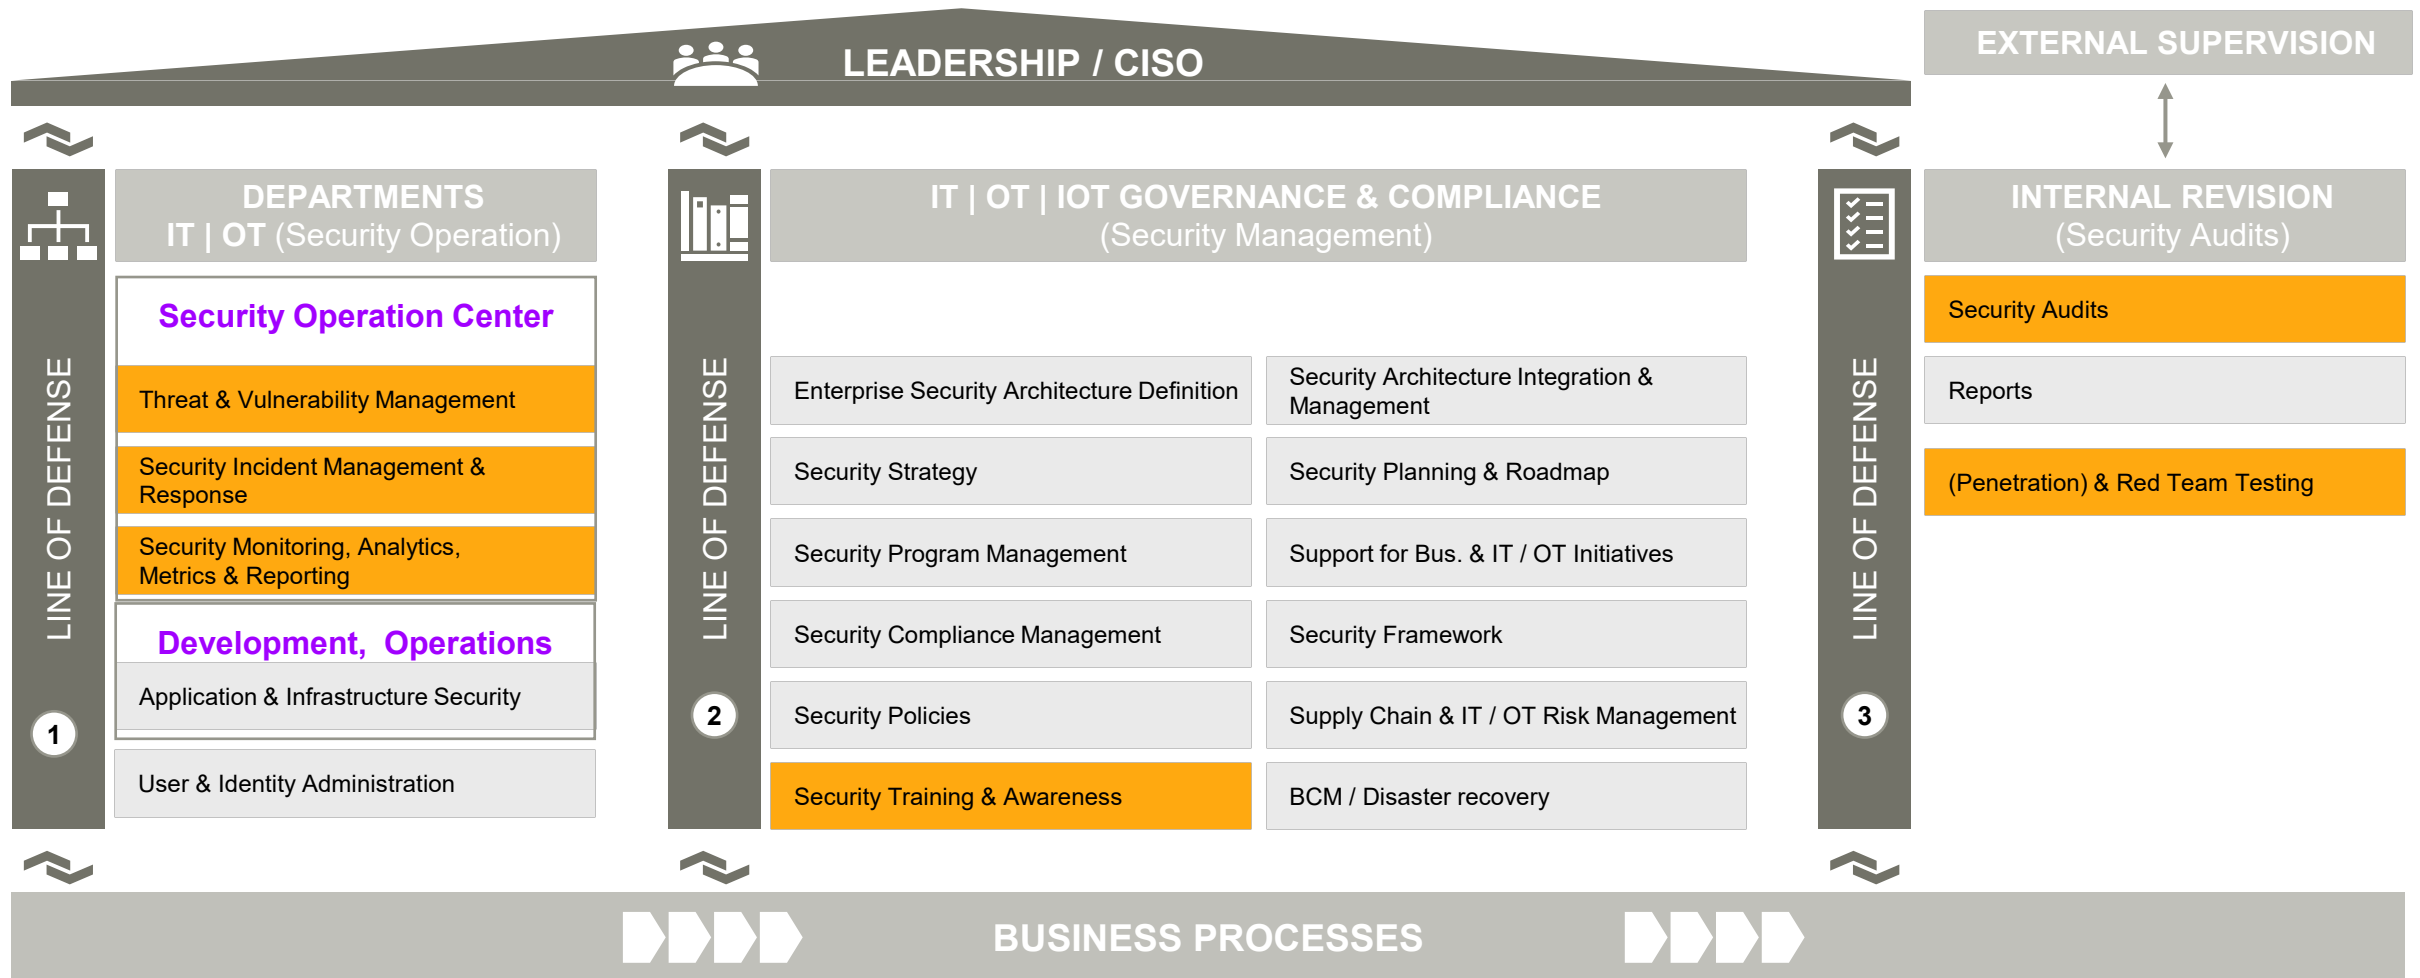 LEADERSHIP / CISO
EXTERNAL SUPERVISION
LINE OF DEFENSE
1
DEPARTMENTS
IT | OT (Security Operation)
Security Operation Center
Threat & Vulnerability Management
Security Incident Management &
Response
Security Monitoring, Analytics,
Metrics & Reporting
Development,  Operations
Application & Infrastructure Security
User & Identity Administration
LINE OF DEFENSE
2
IT | OT | IOT GOVERNANCE & COMPLIANCE
(Security Management)
Enterprise Security Architecture Definition
Security Strategy
Security Program Management
Security Compliance Management
Security Policies
Security Training & Awareness
Security Architecture Integration &
Management
Security Planning & Roadmap
Support for Bus. & IT / OT Initiatives
Security Framework
Supply Chain & IT / OT Risk Management
BCM / Disaster recovery
LINE OF DEFENSE
3
INTERNAL REVISION
(Security Audits)
Security Audits
Reports
(Penetration) & Red Team Testing
BUSINESS PROCESSES